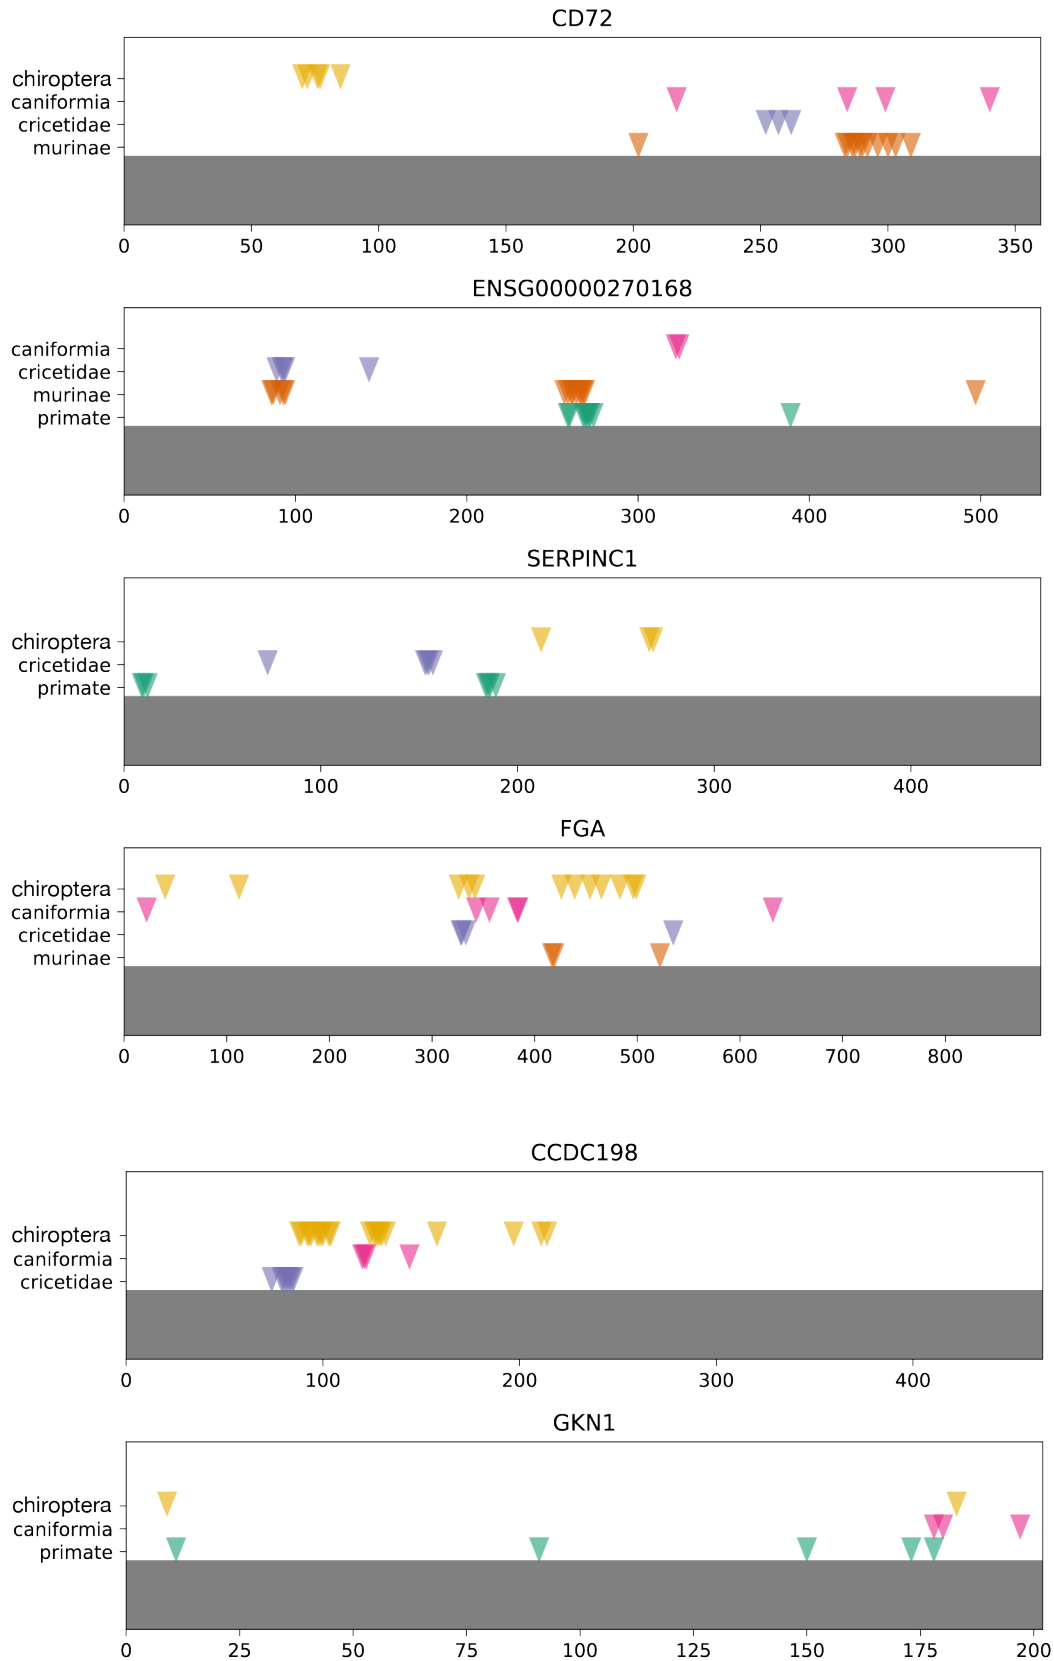 CD72
chiroptera
caniformia
cricetidae
murinae
0 50 100 150 200 250 300 350
ENSG00000270168
caniformia
cricetidae
murinae
primate
0 100 200 300 400 500
SERPINC1
chiroptera
cricetidae
primate
0 100 200 300 400
FGA
chiroptera
caniformia
cricetidae
murinae
0 100 200 300 400 500 600 700 800
CCDC198
chiroptera
caniformia
cricetidae
0 100 200 300 400
GKN1
chiroptera
caniformia
primate
0 25 50 75 100 125 150 175 200